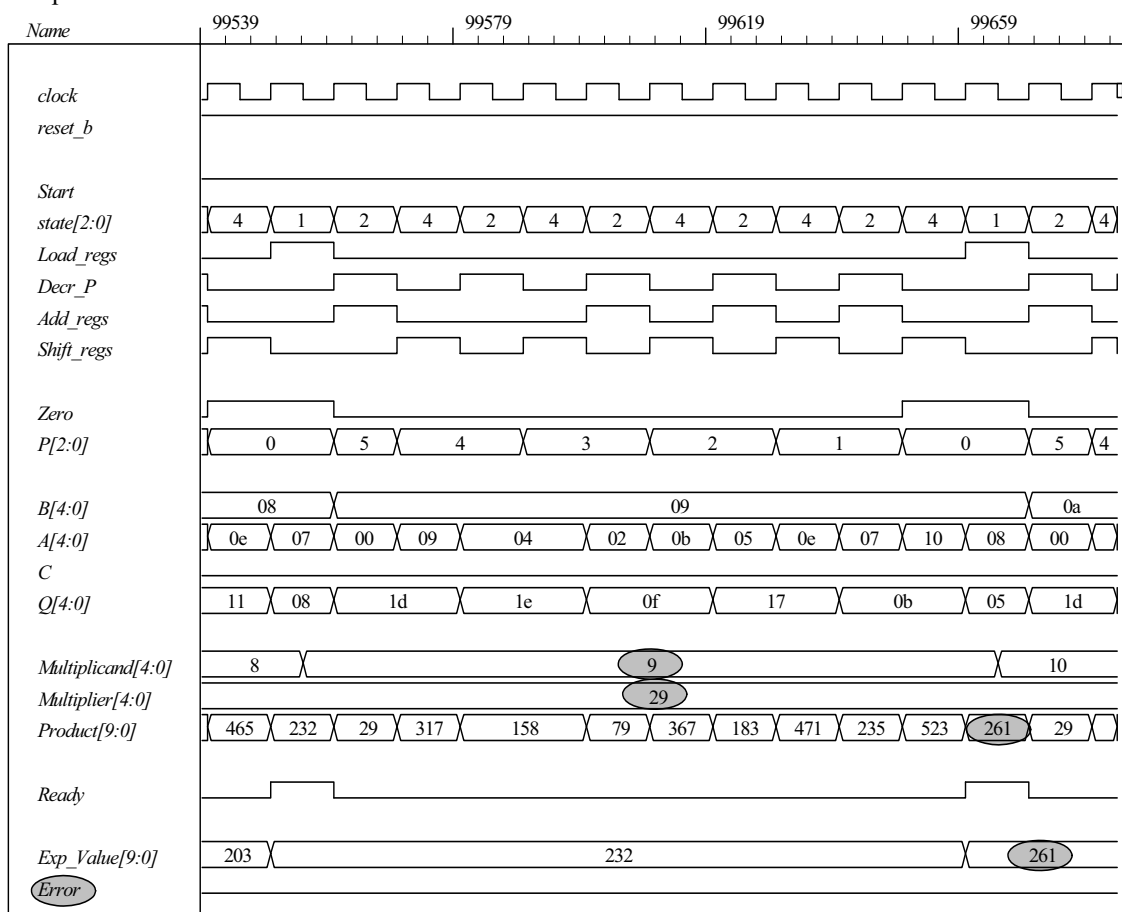 Name 99539 99579 99619 99659
clock
reset_b
Start
state[2:0] 4 1 2 4 2 4 2 4 2 4 2 4 1 2 4
Load_regs
Decr_P
Add_regs
Shift_regs
Zero
P[2:0] 0 5 4 3 2 1 0 5 4
B[4:0] 08 09 0a
A[4:0] 0e 07 00 09 04 02 0b 05 0e 07 10 08 00
C
Q[4:0] 11 08 1d 1e 0f 17 0b 05 1d
Multiplicand[4:0] 8 9 10
Multiplier[4:0] 29
Product[9:0] 465 232 29 317 158 79 367 183 471 235 523 261 29
Ready
Exp_Value[9:0] 203 232 261
Error